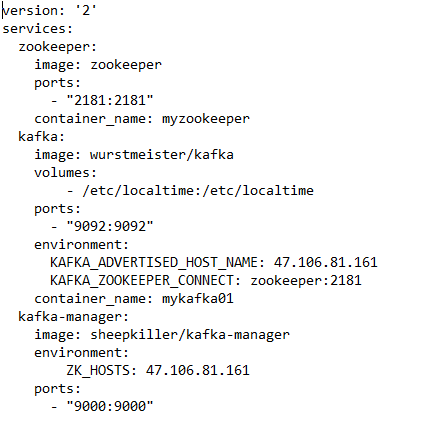 version: '2'
services:
  zookeeper:
    image: zookeeper
    ports:
      - "2181:2181"
    container_name: myzookeeper
  kafka:
    image: wurstmeister/kafka
    volumes:
        - /etc/localtime:/etc/localtime
    ports:
      - "9092:9092"
    environment:
      KAFKA_ADVERTISED_HOST_NAME: 47.106.81.161
      KAFKA_ZOOKEEPER_CONNECT: zookeeper:2181
    container_name: mykafka01
  kafka-manager:
    image: sheepkiller/kafka-manager
    environment:
        ZK_HOSTS: 47.106.81.161
    ports:
      - "9000:9000"